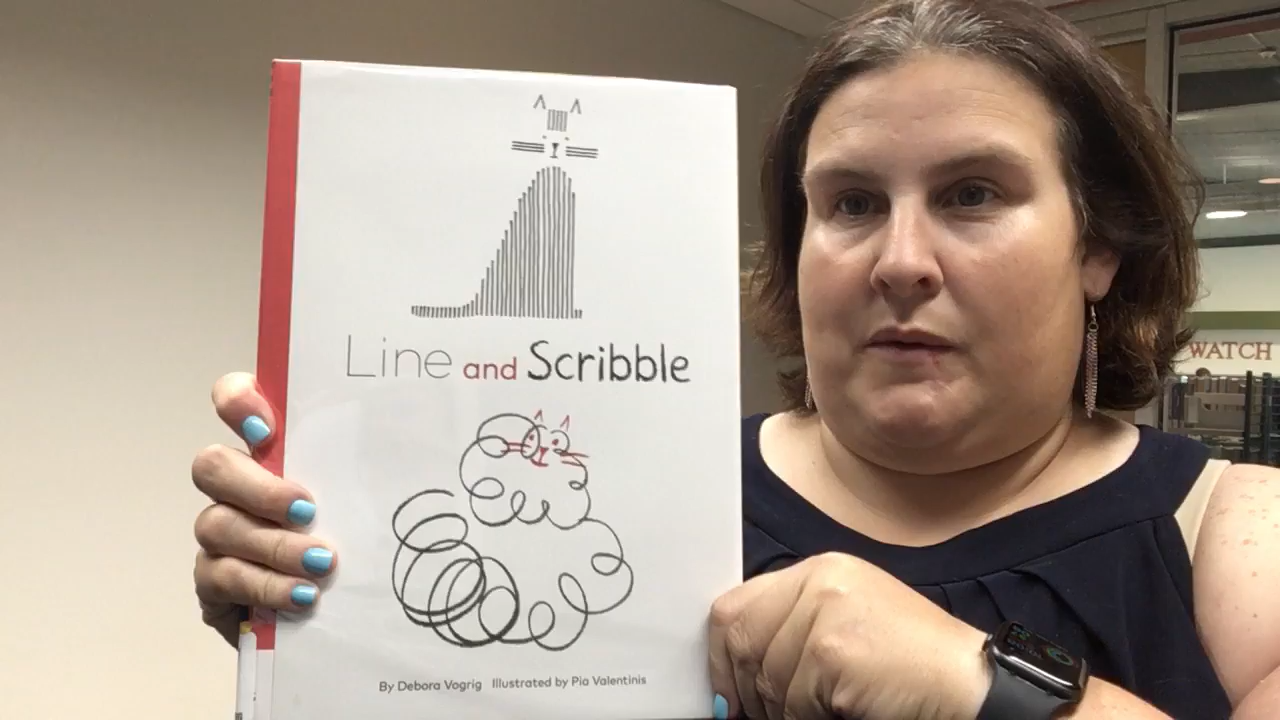 Line and Scribble
By Debora Vogrig Illustrated by Pia Valentinis
WATCH